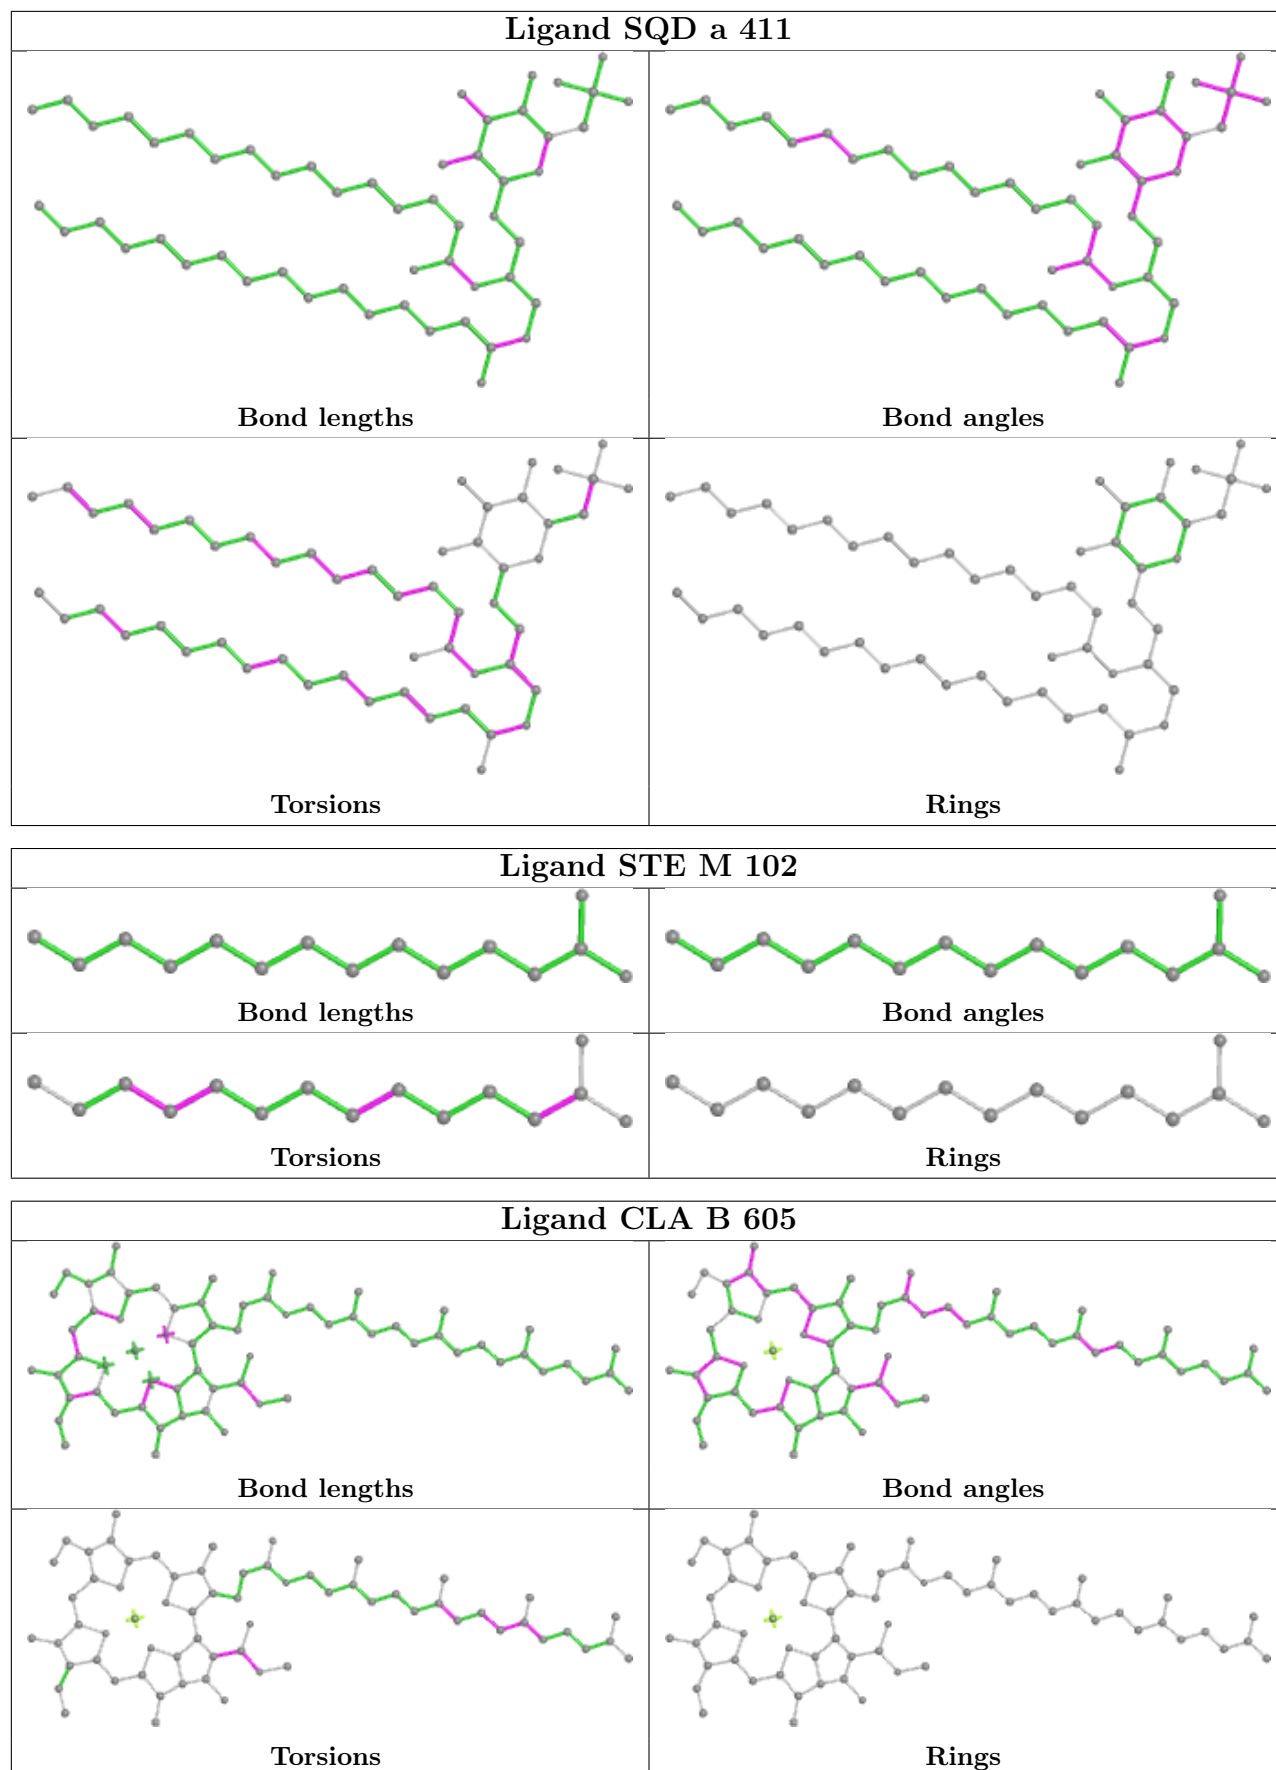 Ligand SQD a 411
Bond lengths
Bond angles
Torsions
Rings
Ligand STE M 102
Bond lengths
Bond angles
Torsions
Rings
Ligand CLA B 605
Bond lengths
Bond angles
Torsions
Rings